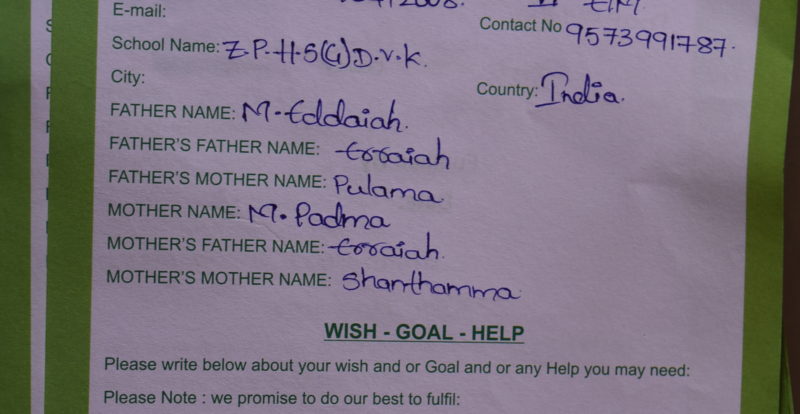 E-mail:
Contact No 9573991787.
School Name: Z.P.H.S(G)D.V.K.
City:
Country: India.
FATHER NAME: M. Eddaiah.
FATHER'S FATHER NAME: Erraiah
FATHER'S MOTHER NAME: Pulama
MOTHER NAME: M. Padma
MOTHER'S FATHER NAME: Erraiah.
MOTHER'S MOTHER NAME: Shanthamma
WISH - GOAL - HELP
Please write below about your wish and or Goal and or any Help you may need:
Please Note : we promise to do our best to fulfil: